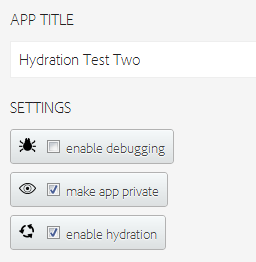 APP TITLE
Hydration Test Two
SETTINGS
enable debugging
make app private
enable hydration